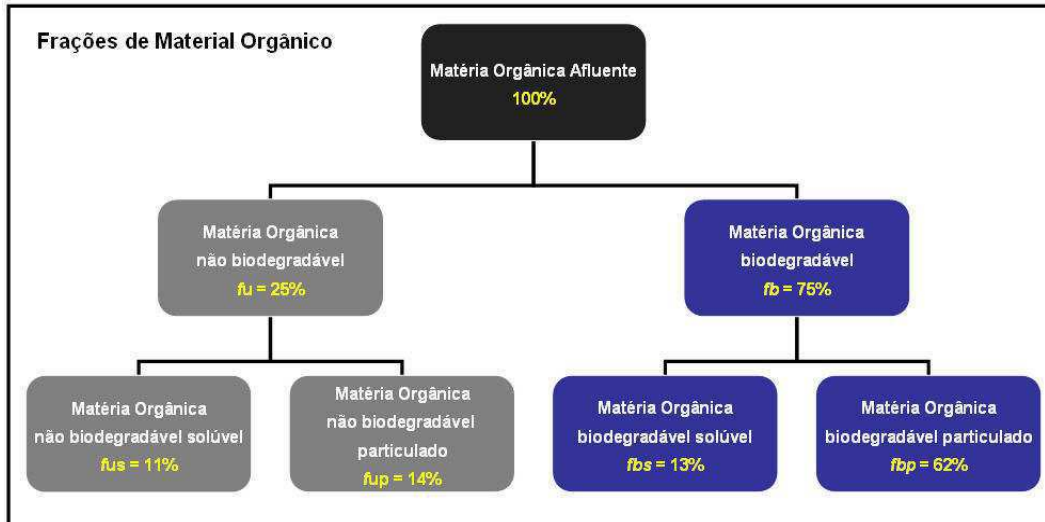 Frações de Material Orgânico
Matéria Orgânica Afluente
100%
Matéria Orgânica
não biodegradável
fu = 25%
Matéria Orgânica
biodegradável
fb = 75%
Matéria Orgânica
não biodegradável solúvel
fus = 11%
Matéria Orgânica
não biodegradável
particulado
fup = 14%
Matéria Orgânica
biodegradável solúvel
fbs = 13%
Matéria Orgânica
biodegradável particulado
fbp = 62%